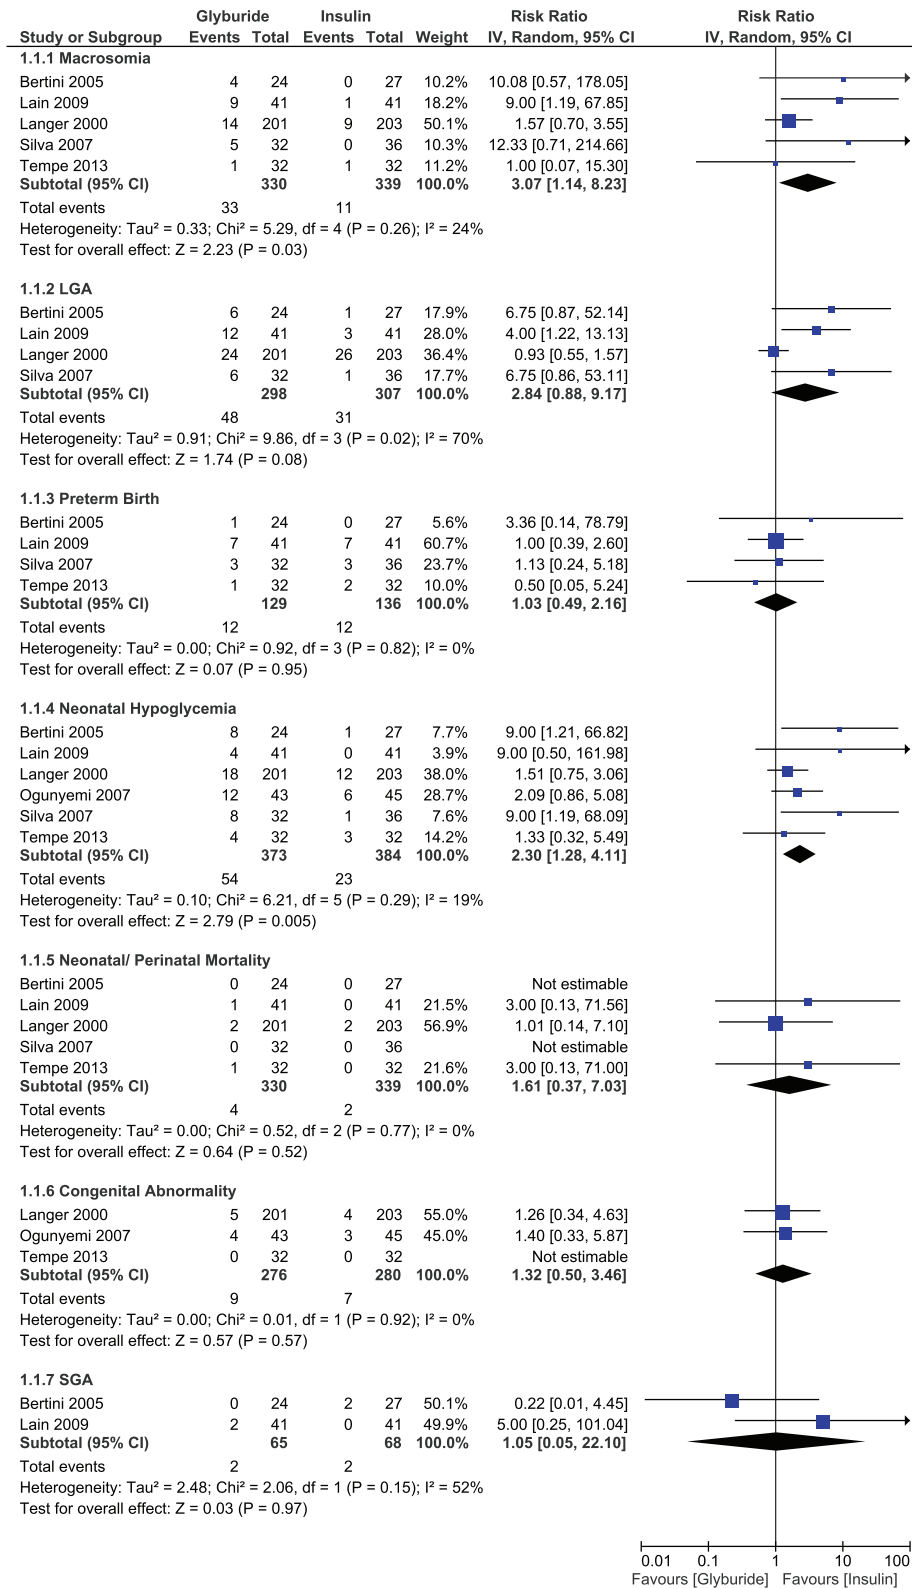 Glyburide Insulin Risk Ratio Risk Ratio
Study or Subgroup Events Total Events Total Weight IV, Random, 95% CI IV, Random, 95% CI
1.1.1 Macrosomia
Bertini 2005 4 24 0 27 10.2% 10.08 [0.57, 178.05]
Lain 2009 9 41 1 41 18.2% 9.00 [1.19, 67.85]
Langer 2000 14 201 9 203 50.1% 1.57 [0.70, 3.55]
Silva 2007 5 32 0 36 10.3% 12.33 [0.71, 214.66]
Tempe 2013 1 32 1 32 11.2% 1.00 [0.07, 15.30]
Subtotal (95% CI) 330 339 100.0% 3.07 [1.14, 8.23]
Total events 33 11
Heterogeneity: Tau² = 0.33; Chi² = 5.29, df = 4 (P = 0.26); I² = 24%
Test for overall effect: Z = 2.23 (P = 0.03)
1.1.2 LGA
Bertini 2005 6 24 1 27 17.9% 6.75 [0.87, 52.14]
Lain 2009 12 41 3 41 28.0% 4.00 [1.22, 13.13]
Langer 2000 24 201 26 203 36.4% 0.93 [0.55, 1.57]
Silva 2007 6 32 1 36 17.7% 6.75 [0.86, 53.11]
Subtotal (95% CI) 298 307 100.0% 2.84 [0.88, 9.17]
Total events 48 31
Heterogeneity: Tau² = 0.91; Chi² = 9.86, df = 3 (P = 0.02); I² = 70%
Test for overall effect: Z = 1.74 (P = 0.08)
1.1.3 Preterm Birth
Bertini 2005 1 24 0 27 5.6% 3.36 [0.14, 78.79]
Lain 2009 7 41 7 41 60.7% 1.00 [0.39, 2.60]
Silva 2007 3 32 3 36 23.7% 1.13 [0.24, 5.18]
Tempe 2013 1 32 2 32 10.0% 0.50 [0.05, 5.24]
Subtotal (95% CI) 129 136 100.0% 1.03 [0.49, 2.16]
Total events 12 12
Heterogeneity: Tau² = 0.00; Chi² = 0.92, df = 3 (P = 0.82); I² = 0%
Test for overall effect: Z = 0.07 (P = 0.95)
1.1.4 Neonatal Hypoglycemia
Bertini 2005 8 24 1 27 7.7% 9.00 [1.21, 66.82]
Lain 2009 4 41 0 41 3.9% 9.00 [0.50, 161.98]
Langer 2000 18 201 12 203 38.0% 1.51 [0.75, 3.06]
Ogunyemi 2007 12 43 6 45 28.7% 2.09 [0.86, 5.08]
Silva 2007 8 32 1 36 7.6% 9.00 [1.19, 68.09]
Tempe 2013 4 32 3 32 14.2% 1.33 [0.32, 5.49]
Subtotal (95% CI) 373 384 100.0% 2.30 [1.28, 4.11]
Total events 54 23
Heterogeneity: Tau² = 0.10; Chi² = 6.21, df = 5 (P = 0.29); I² = 19%
Test for overall effect: Z = 2.79 (P = 0.005)
1.1.5 Neonatal/ Perinatal Mortality
Bertini 2005 0 24 0 27 Not estimable
Lain 2009 1 41 0 41 21.5% 3.00 [0.13, 71.56]
Langer 2000 2 201 2 203 56.9% 1.01 [0.14, 7.10]
Silva 2007 0 32 0 36 Not estimable
Tempe 2013 1 32 0 32 21.6% 3.00 [0.13, 71.00]
Subtotal (95% CI) 330 339 100.0% 1.61 [0.37, 7.03]
Total events 4 2
Heterogeneity: Tau² = 0.00; Chi² = 0.52, df = 2 (P = 0.77); I² = 0%
Test for overall effect: Z = 0.64 (P = 0.52)
1.1.6 Congenital Abnormality
Langer 2000 5 201 4 203 55.0% 1.26 [0.34, 4.63]
Ogunyemi 2007 4 43 3 45 45.0% 1.40 [0.33, 5.87]
Tempe 2013 0 32 0 32 Not estimable
Subtotal (95% CI) 276 280 100.0% 1.32 [0.50, 3.46]
Total events 9 7
Heterogeneity: Tau² = 0.00; Chi² = 0.01, df = 1 (P = 0.92); I² = 0%
Test for overall effect: Z = 0.57 (P = 0.57)
1.1.7 SGA
Bertini 2005 0 24 2 27 50.1% 0.22 [0.01, 4.45]
Lain 2009 2 41 0 41 49.9% 5.00 [0.25, 101.04]
Subtotal (95% CI) 65 68 100.0% 1.05 [0.05, 22.10]
Total events 2 2
Heterogeneity: Tau² = 2.48; Chi² = 2.06, df = 1 (P = 0.15); I² = 52%
Test for overall effect: Z = 0.03 (P = 0.97)
0.01 0.1 1 10 100
Favours [Glyburide] Favours [Insulin]